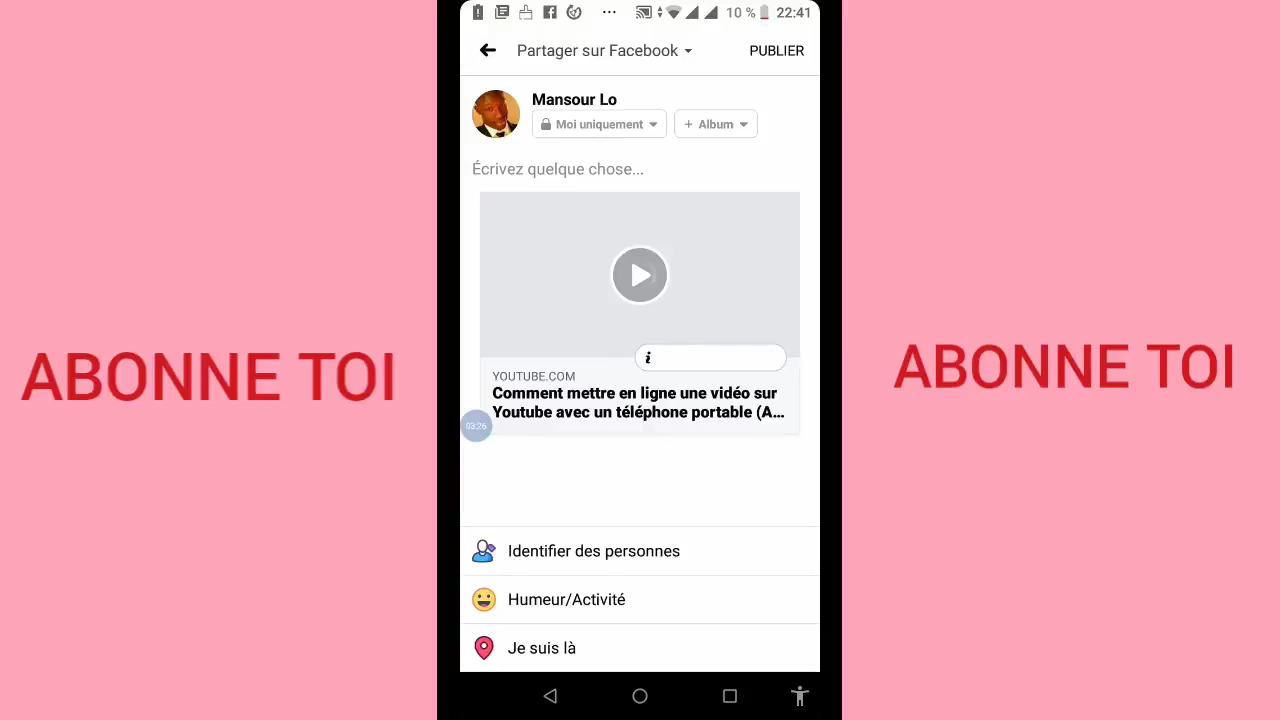 10 % 22:41
Partager sur Facebook PUBLIER
Mansour Lo
Moi uniquement + Album
Écrivez quelque chose...
i
YOUTUBE.COM
Comment mettre en ligne une vidéo sur
Youtube avec un téléphone portable (A...
03:26
ABONNE TOI
ABONNE TOI
Identifier des personnes
Humeur/Activité
Je suis là